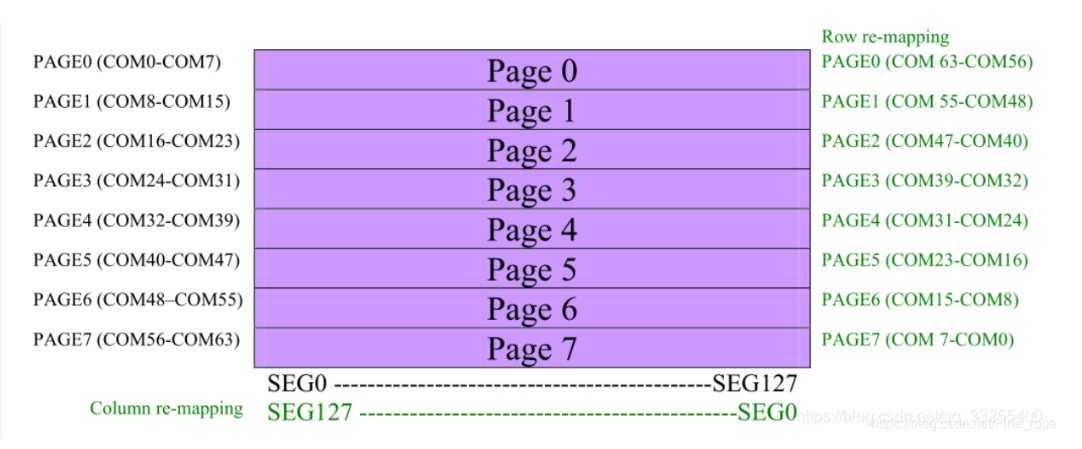 Row re-mapping
PAGE0 (COM0-COM7) Page 0 PAGE0 (COM 63-COM56)
PAGE1 (COM8-COM15) Page 1 PAGE1 (COM 55-COM48)
PAGE2 (COM16-COM23) Page 2 PAGE2 (COM47-COM40)
PAGE3 (COM24-COM31) Page 3 PAGE3 (COM39-COM32)
PAGE4 (COM32-COM39) Page 4 PAGE4 (COM31-COM24)
PAGE5 (COM40-COM47) Page 5 PAGE5 (COM23-COM16)
PAGE6 (COM48–COM55) Page 6 PAGE6 (COM15-COM8)
PAGE7 (COM56-COM63) Page 7 PAGE7 (COM 7-COM0)
SEG0 ---------------------------------------------SEG127
Column re-mapping SEG127 ---------------------------------------------SEG0
https://blog.csdn.net/qq_33255400
https://blog.csdn.net/Pine_rose